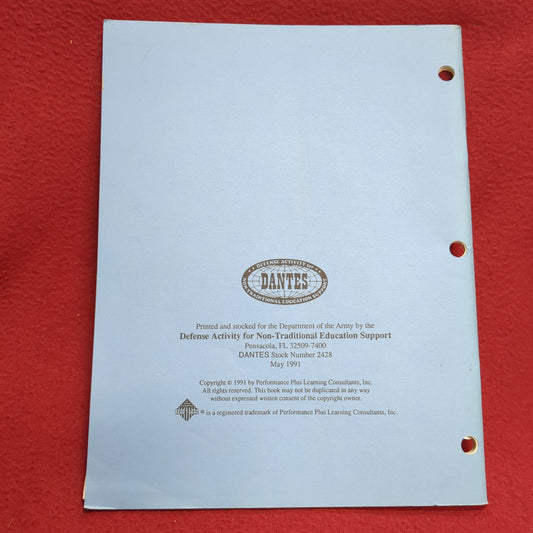 DEFENSE ACTIVITY OF
DANTES
NON-TRADITIONAL EDUCATION SUPPORT
Printed and stocked for the Department of the Army by the
Defense Activity for Non-Traditional Education Support
Pensacola, FL 32509-7400
DANTES Stock Number 2428
May 1991
Copyright © 1991 by Performance Plus Learning Consultants, Inc.
All rights reserved. This book may not be duplicated in any way
without expressed written consent of the copyright owner.
® is a registered trademark of Performance Plus Learning Consultants, Inc.